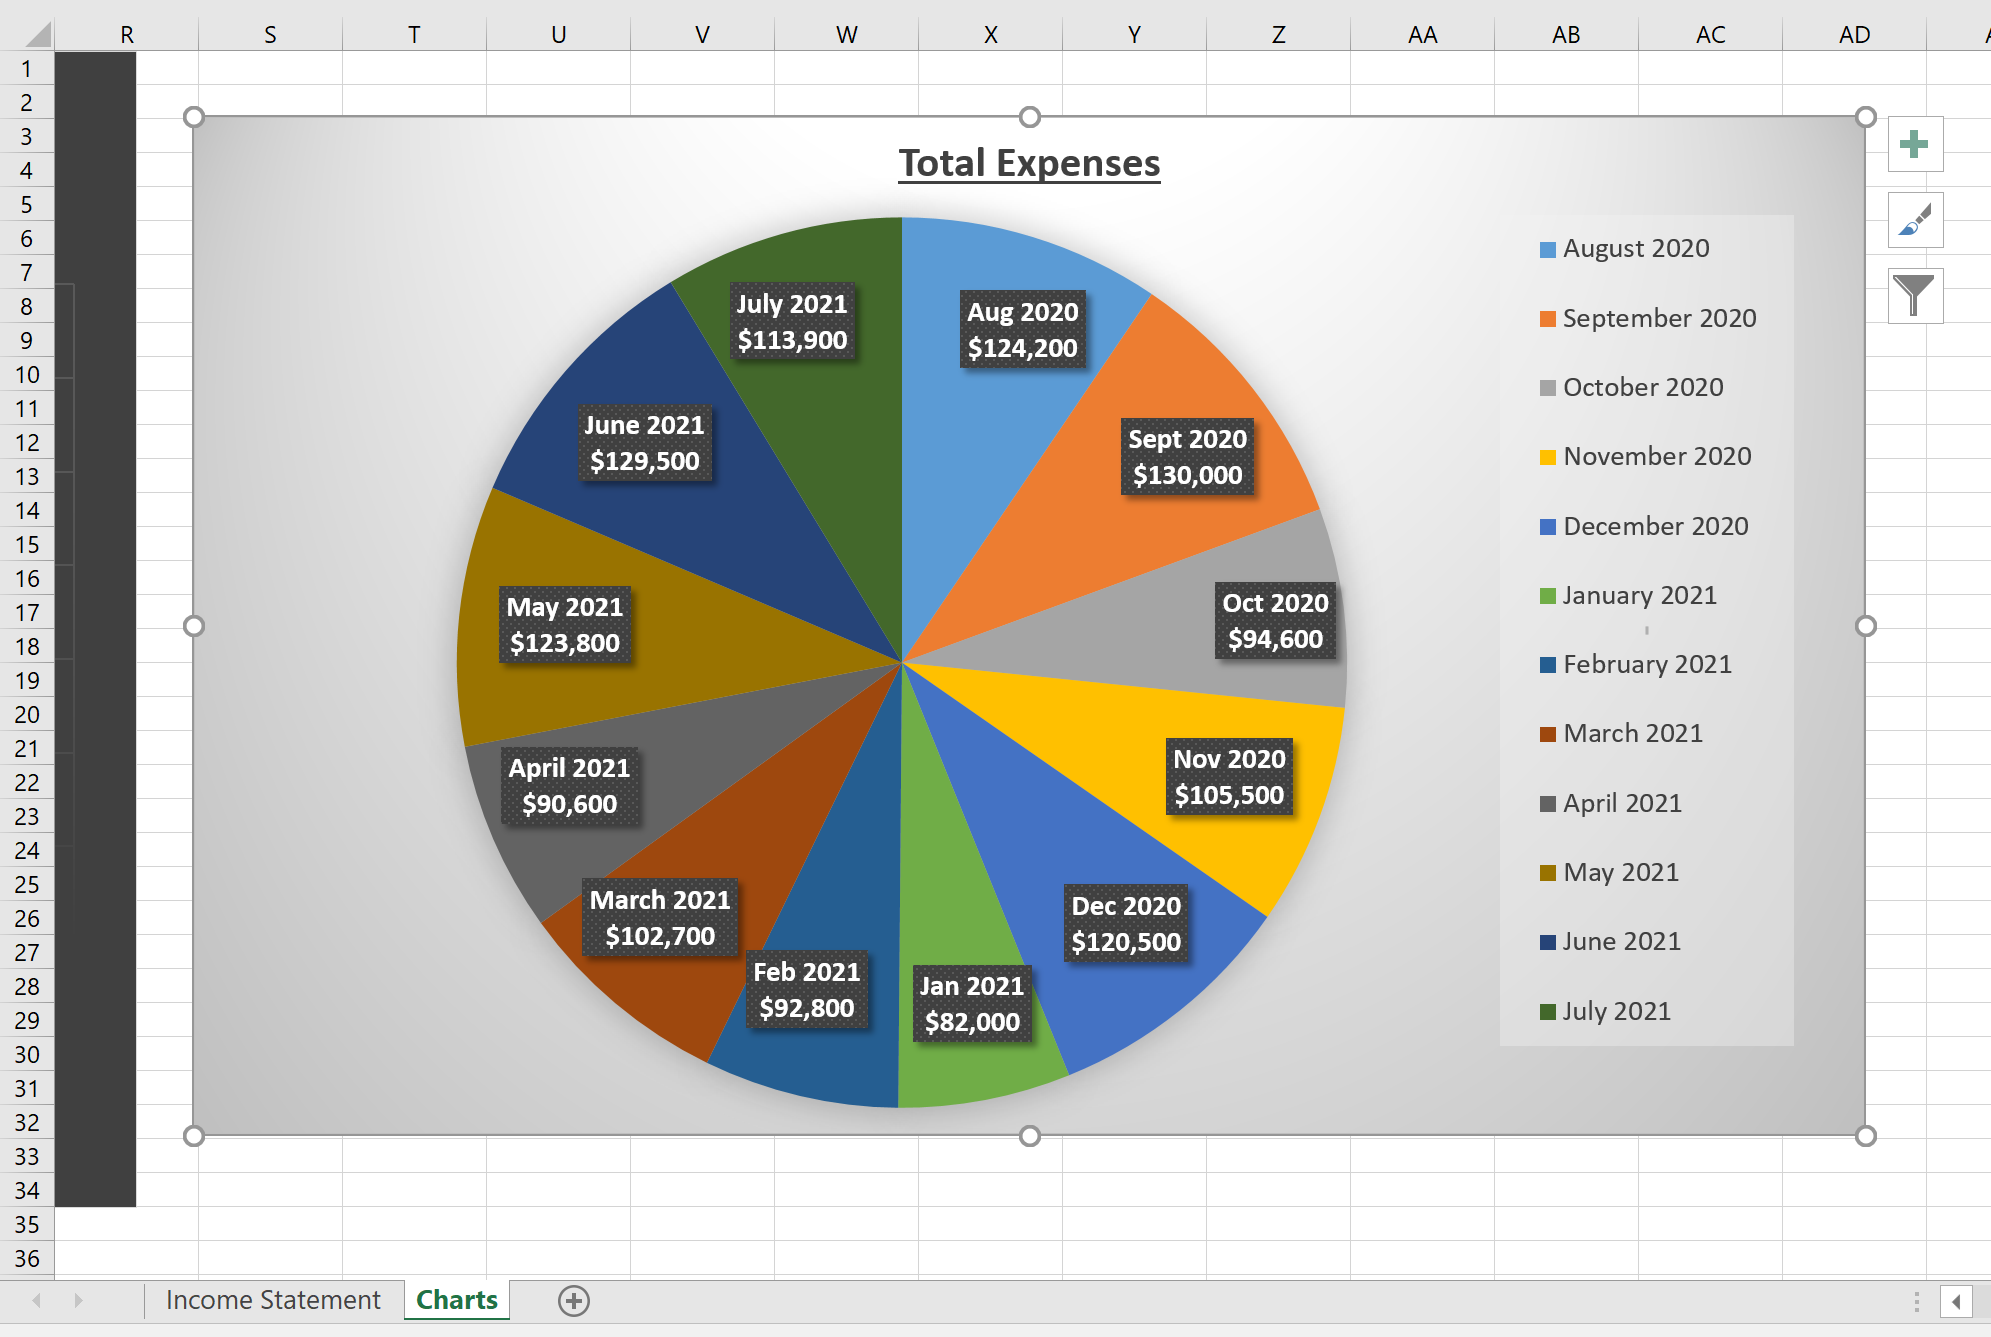 R S T U V W X Y Z AA AB AC AD
1
2
3
4
5
6
7
8
9
10
11
12
13
14
15
16
17
18
19
20
21
22
23
24
25
26
27
28
29
30
31
32
33
34
35
36
Total Expenses
July 2021
$113,900
Aug 2020
$124,200
June 2021
$129,500
Sept 2020
$130,000
May 2021
$123,800
Oct 2020
$94,600
April 2021
$90,600
Nov 2020
$105,500
March 2021
$102,700
Dec 2020
$120,500
Feb 2021
$92,800
Jan 2021
$82,000
August 2020
September 2020
October 2020
November 2020
December 2020
January 2021
February 2021
March 2021
April 2021
May 2021
June 2021
July 2021
Income Statement Charts